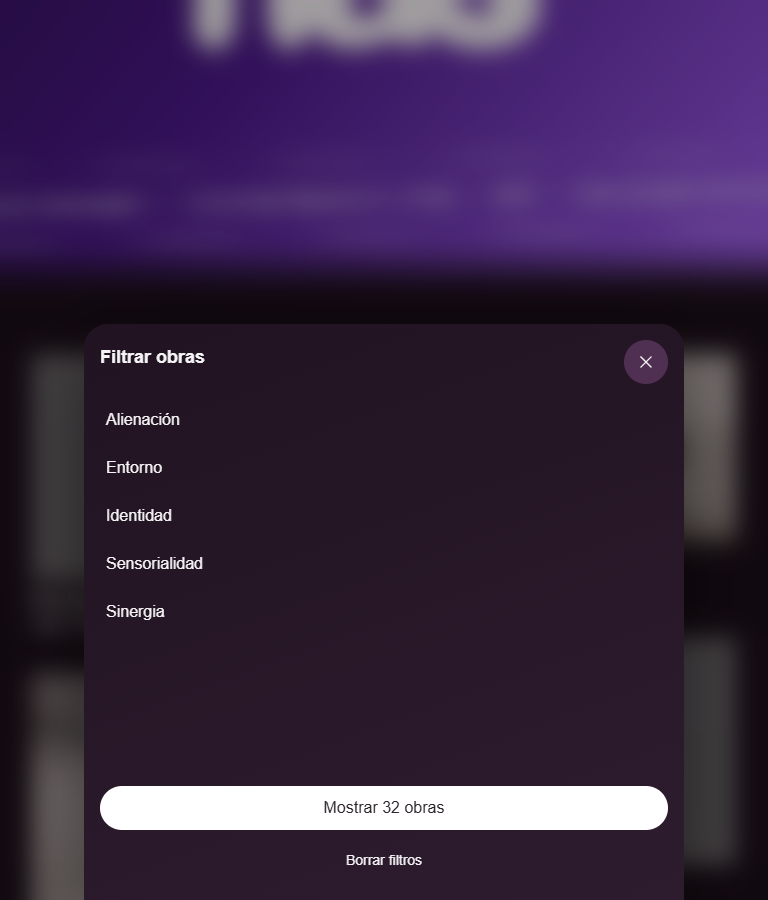 Filtrar obras
Alienación
Entorno
Identidad
Sensorialidad
Sinergia
Mostrar 32 obras
Borrar filtros